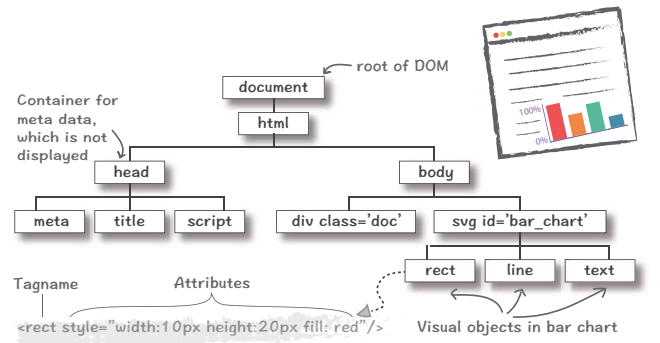 root of DOM
document
Container for
meta data,
which is not
displayed
html
100%
0%
head
body
meta
title
script
div class='doc'
svg id='bar_chart'
rect
line
text
Tagname
Attributes
<rect style="width:10px height:20px fill: red"/>
Visual objects in bar chart